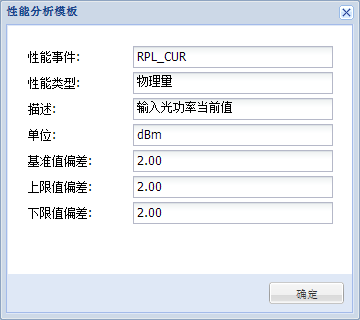 性能分析模板
性能事件: RPL_CUR
性能类型: 物理量
描述: 输入光功率当前值
单位: dBm
基准值偏差: 2.00
上限值偏差: 2.00
下限值偏差: 2.00
确定